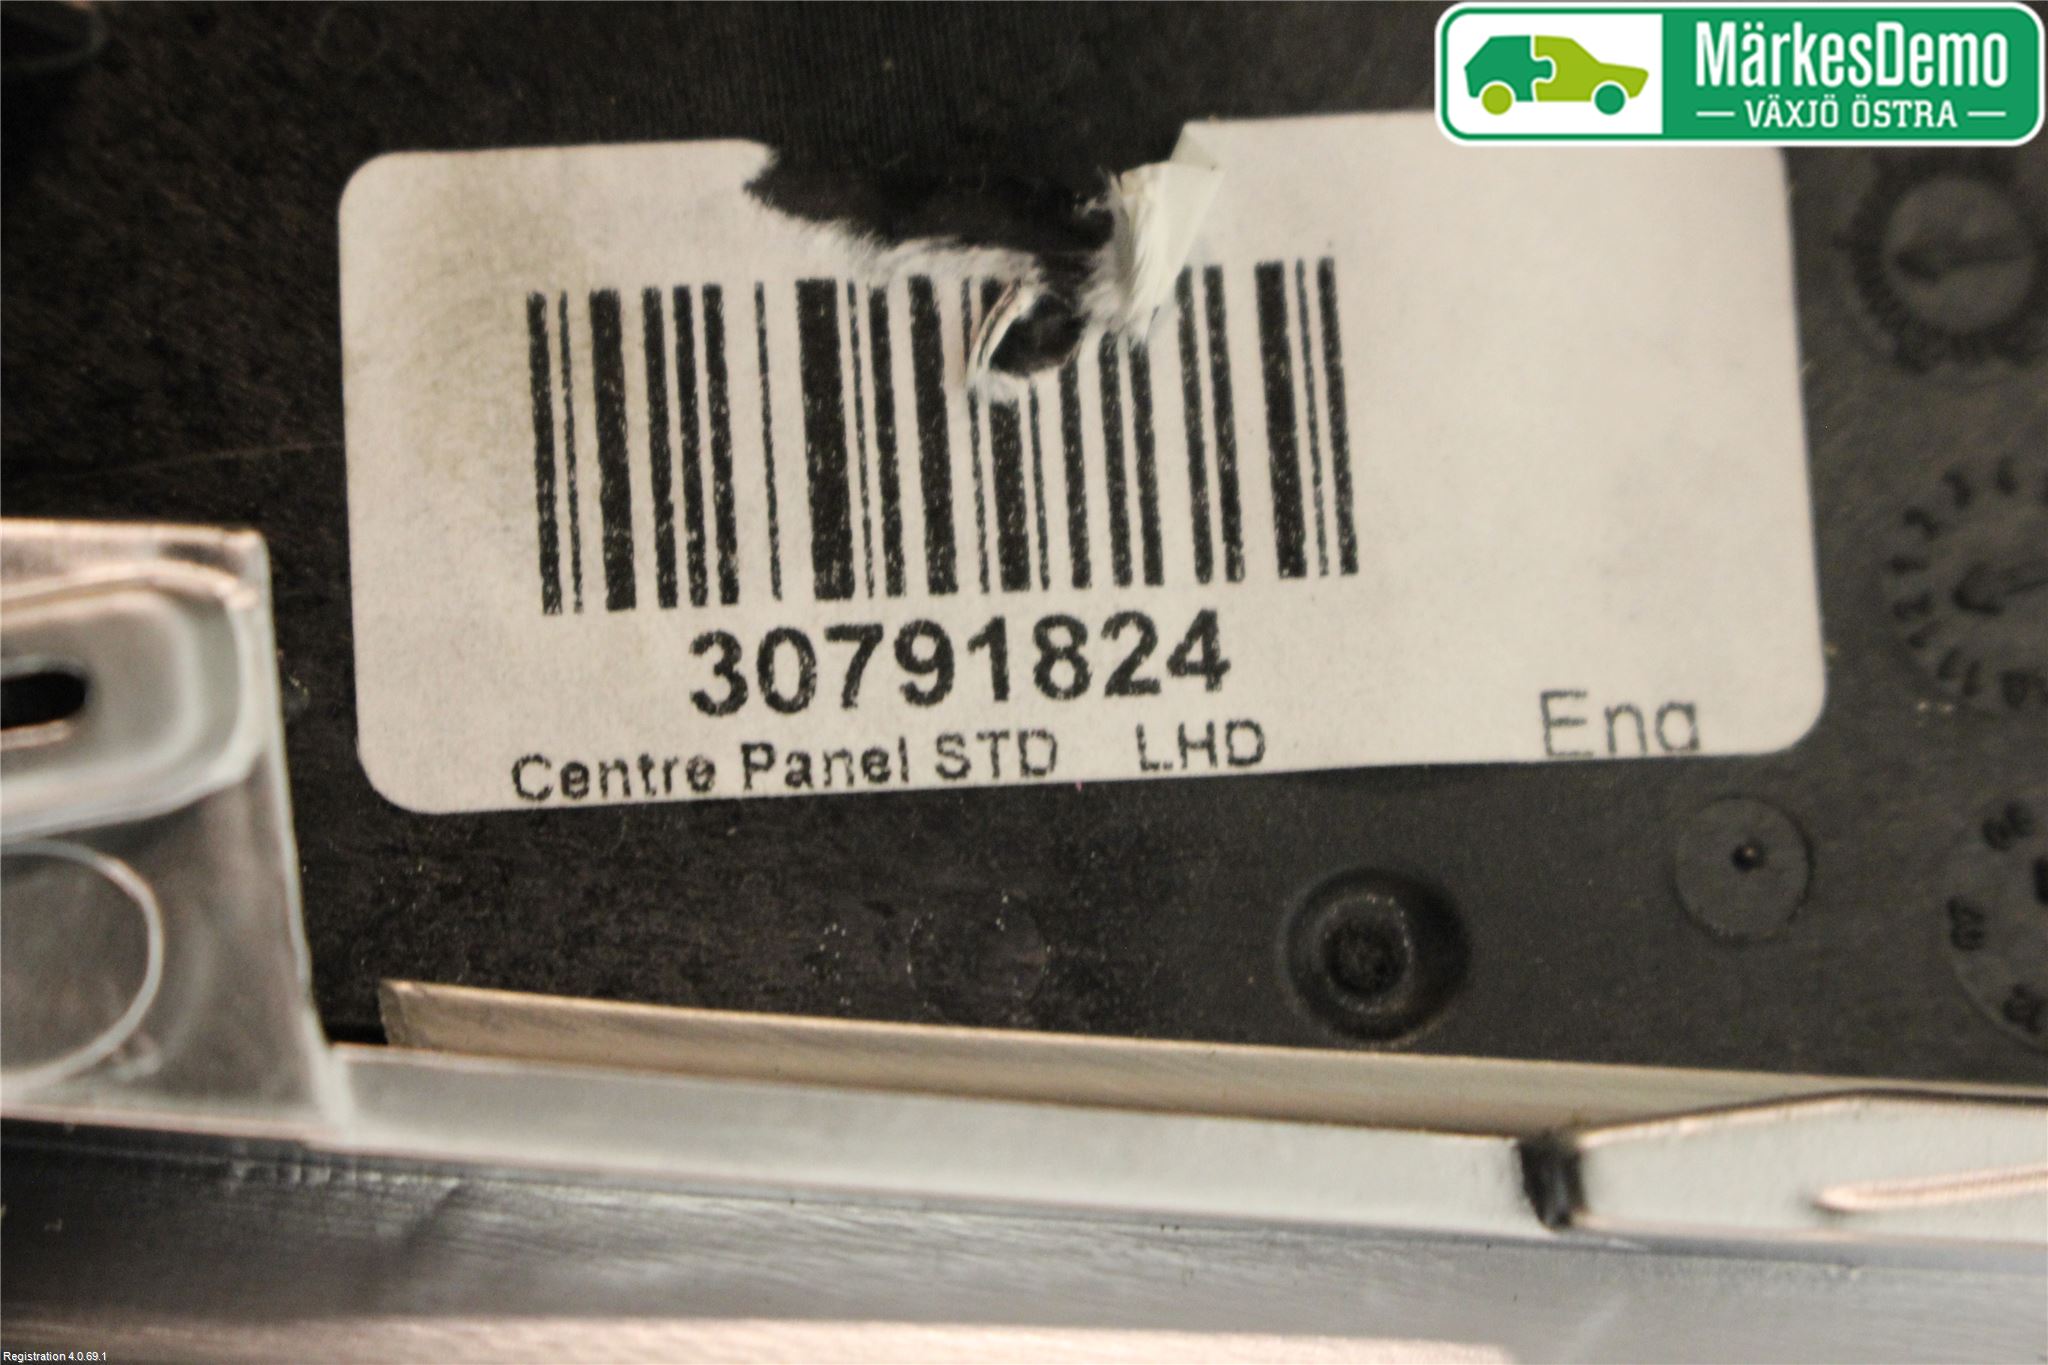 MärkesDemo
VÄXJÖ ÖSTRA
30791824
Centre Panel STD LHD
Eng
Registration 4.0.69.1